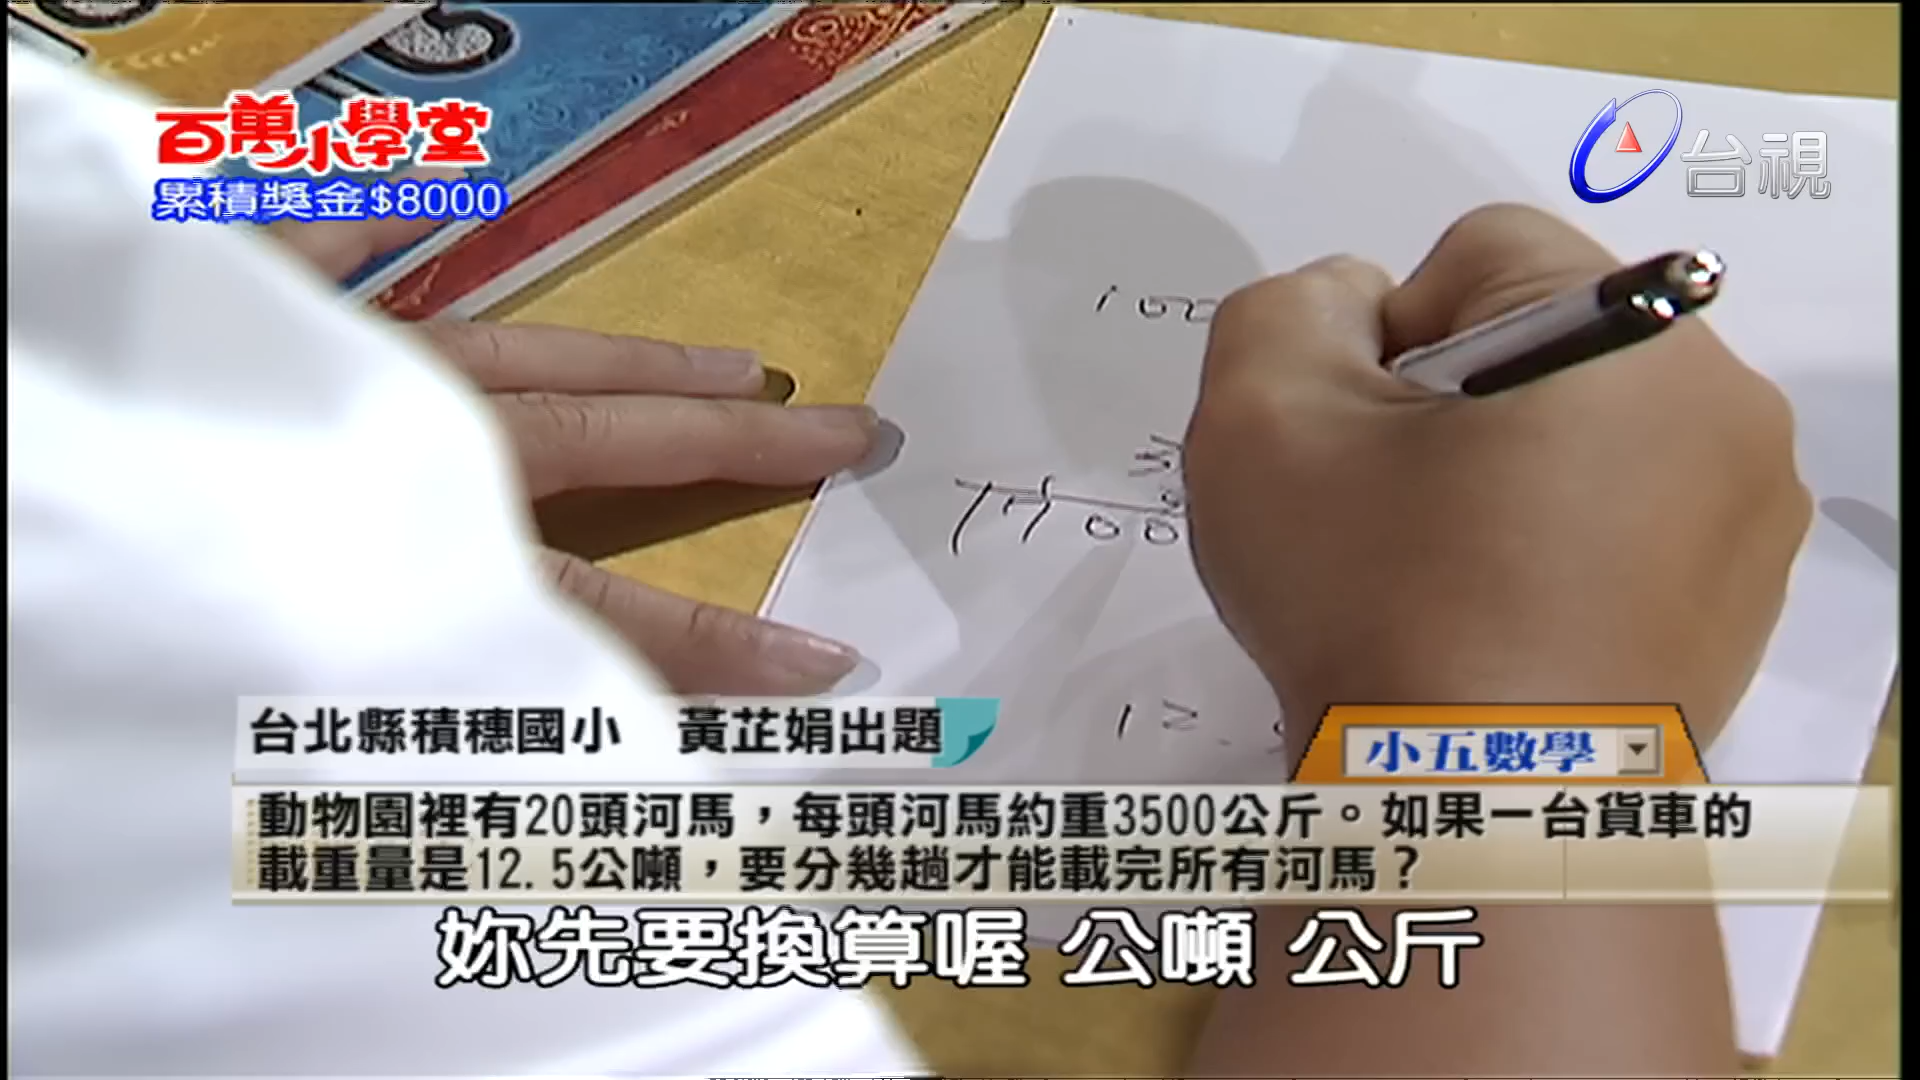 百萬小學堂
累積獎金$8000
台視
台北縣積穗國小 黃芷娟出題
小五數學
動物園裡有20頭河馬,每頭河馬約重3500公斤。如果一台貨車的
載重量是12.5公噸,要分幾趟才能載完所有河馬?
妳先要換算喔 公噸 公斤